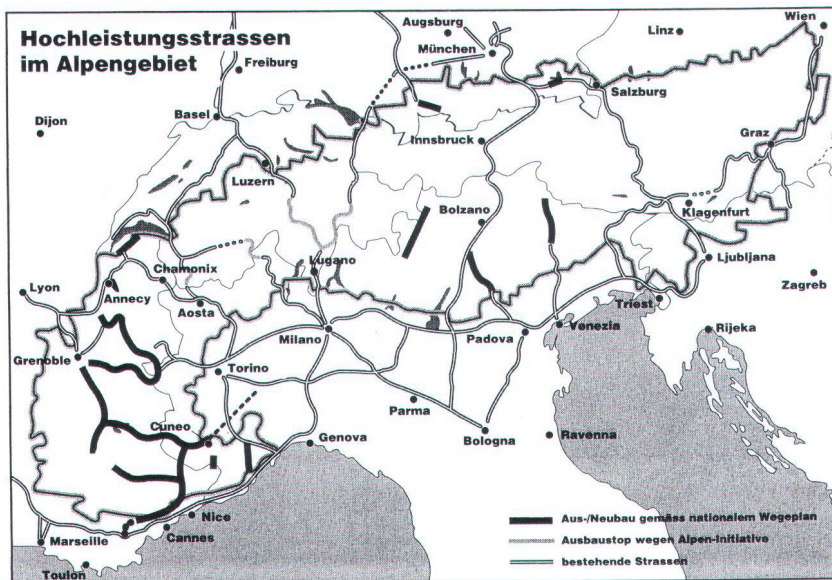 Hochleistungsstrassen
im Alpengebiet
Augsburg
München
Linz
Wien
Freiburg
Dijon
Basel
Salzburg
Innsbruck
Graz
Luzern
Bolzano
Klagenfurt
Lugano
Chamonix
Ljubljana
Lyon
Annecy
Aosta
Zagreb
Triest
Milano
Padova
Venezia
Rijeka
Grenoble
Torino
Parma
Cuneo
Genova
Bologna
Ravenna
Nice
Cannes
Marseille
Toulon
Aus-/Neubau gemäss nationalem Wegeplan
Ausbaustop wegen Alpen-Initiative
bestehende Strassen